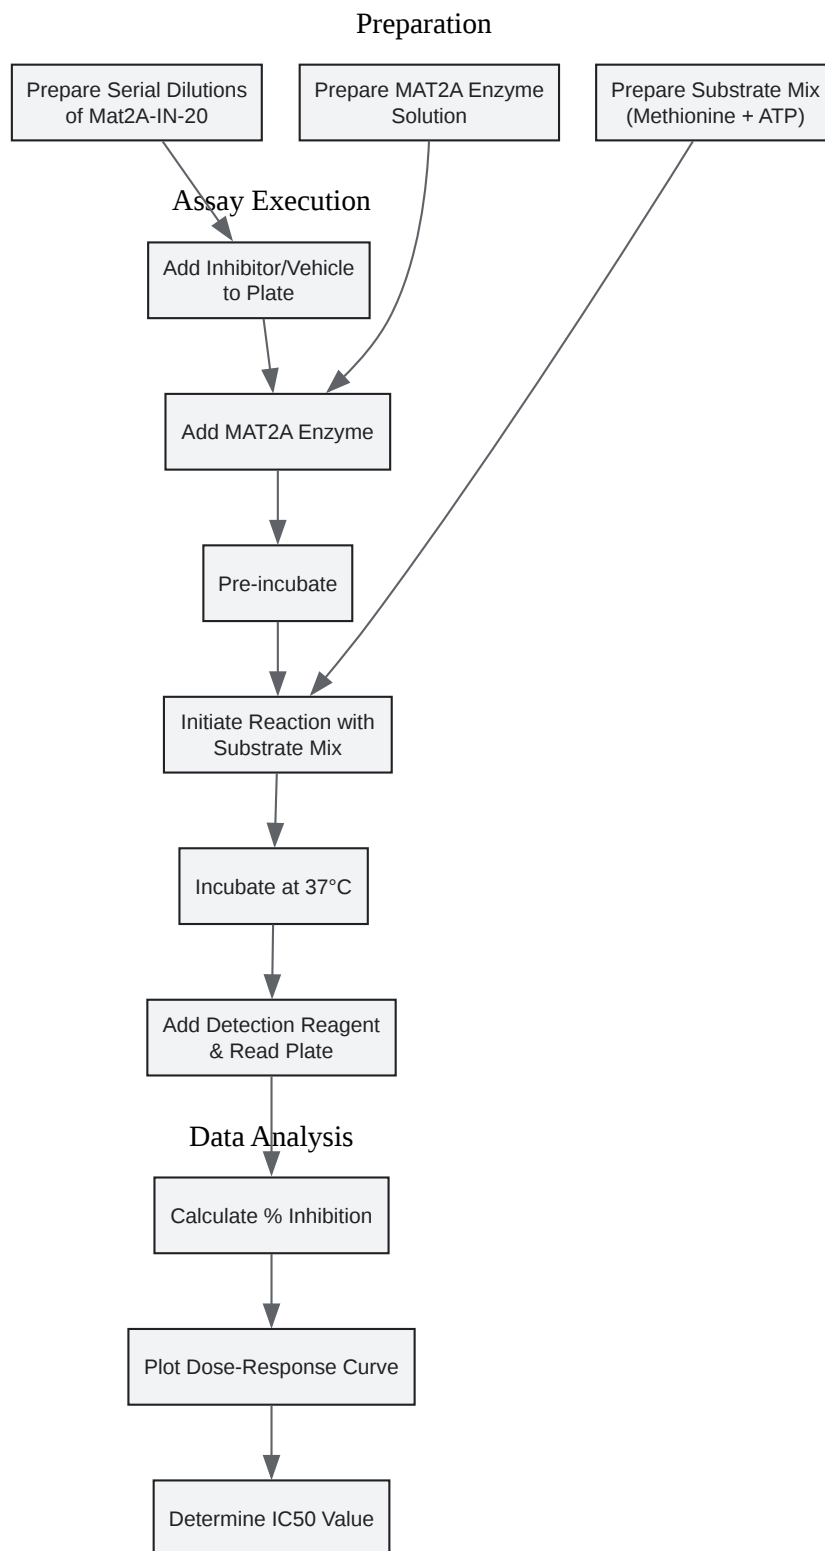 Preparation
Prepare Serial Dilutions
of Mat2A-IN-20
Prepare MAT2A Enzyme
Solution
Prepare Substrate Mix
(Methionine + ATP)
Assay Execution
Add Inhibitor/Vehicle
to Plate
Add MAT2A Enzyme
Pre-incubate
Initiate Reaction with
Substrate Mix
Incubate at 37°C
Add Detection Reagent
& Read Plate
Data Analysis
Calculate % Inhibition
Plot Dose-Response Curve
Determine IC50 Value